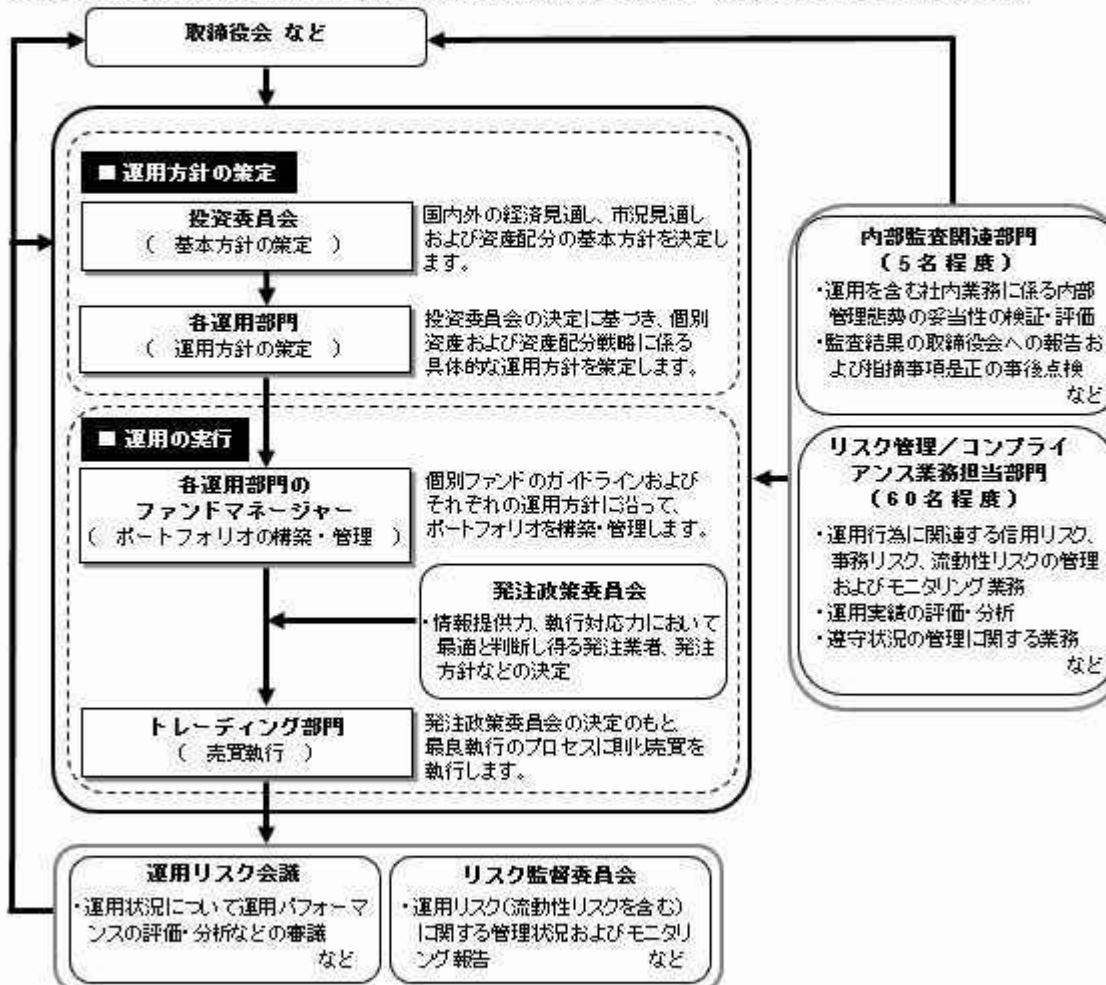 取締役会 など
■ 運用方針の策定
投資委員会
( 基本方針の策定 )
国内外の経済見通し、市況見通し
および資産配分の基本方針を決定し
ます。
各運用部門
( 運用方針の策定 )
投資委員会の決定に基づき、個別
資産および資産配分戦略に係る
具体的な運用方針を策定します。
■ 運用の実行
各運用部門の
ファンドマネージャー
( ポートフォリオの構築・管理 )
個別ファンドのガイドラインおよび
それぞれの運用方針に沿って、
ポートフォリオを構築・管理します。
発注政策委員会
・情報提供力、執行対応力において
最適と判断し得る発注業者、発注
方針などの決定
トレーディング部門
( 売買執行 )
発注政策委員会の決定のもと、
最良執行のプロセスに則り売買を
執行します。
内部監査関連部門
(5名程度)
・運用を含む社内業務に係る内部
管理態勢の妥当性の検証・評価
・監査結果の取締役会への報告お
よび指摘事項是正の事後点検
など
リスク管理/コンプライ
アンス業務担当部門
(60名程度)
・運用行為に関連する信用リスク、
事務リスク、流動性リスクの管理
およびモニタリング業務
・運用実績の評価・分析
・遵守状況の管理に関する業務
など
運用リスク会議
・運用状況について運用パフォーマ
ンスの評価・分析などの審議
など
リスク監督委員会
・運用リスク(流動性リスクを含む)
に関する管理状況およびモニタリ
ング報告 など